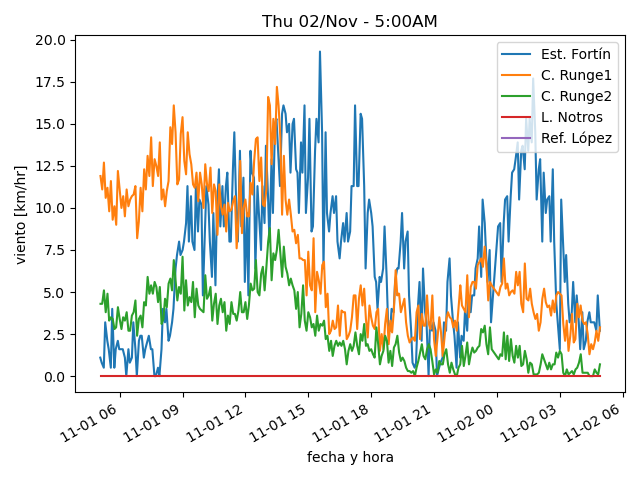 Thu 02/Nov - 5:00AM
viento [km/hr]
20.0
17.5
15.0
12.5
10.0
7.5
5.0
2.5
0.0
Est. Fortín
C. Runge1
C. Runge2
L. Notros
Ref. López
11-01 06
11-01 09
11-01 12
11-01 15
11-01 18
11-01 21
11-02 00
11-02 03
11-02 06
fecha y hora